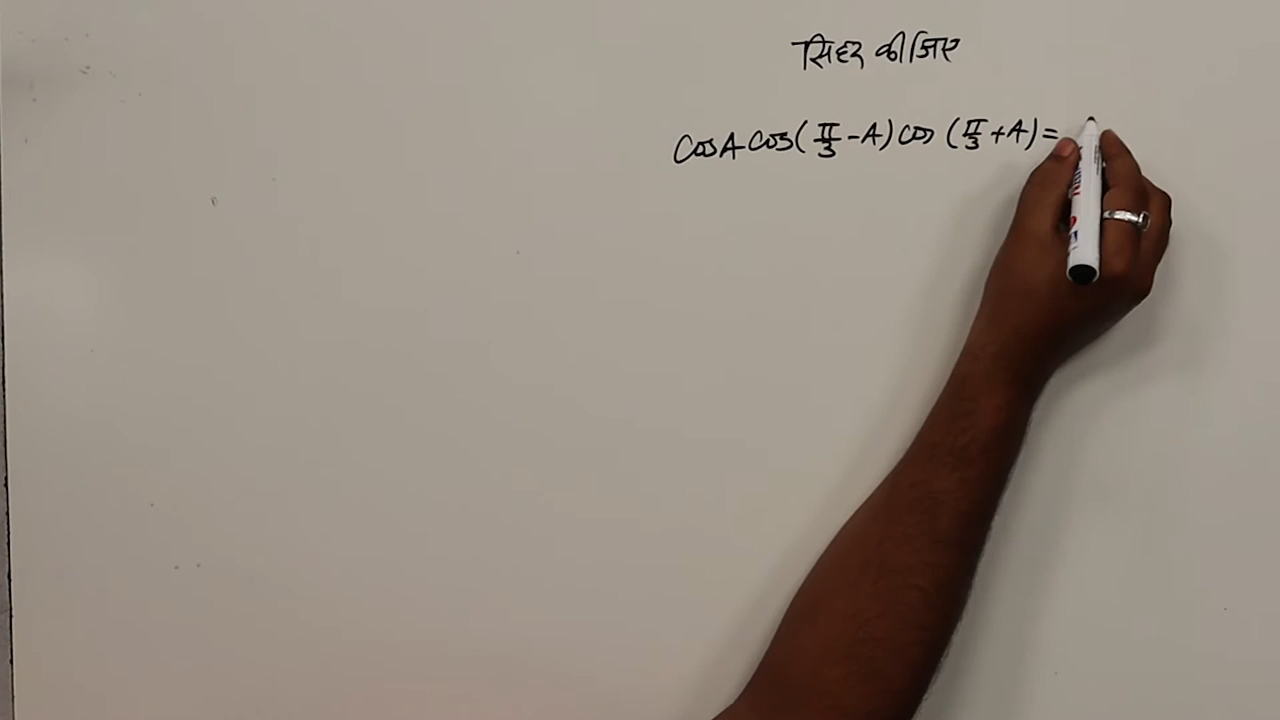 सिद्ध कीजिए
cosA cos(π/3 -A) cos (π/3 +A) =